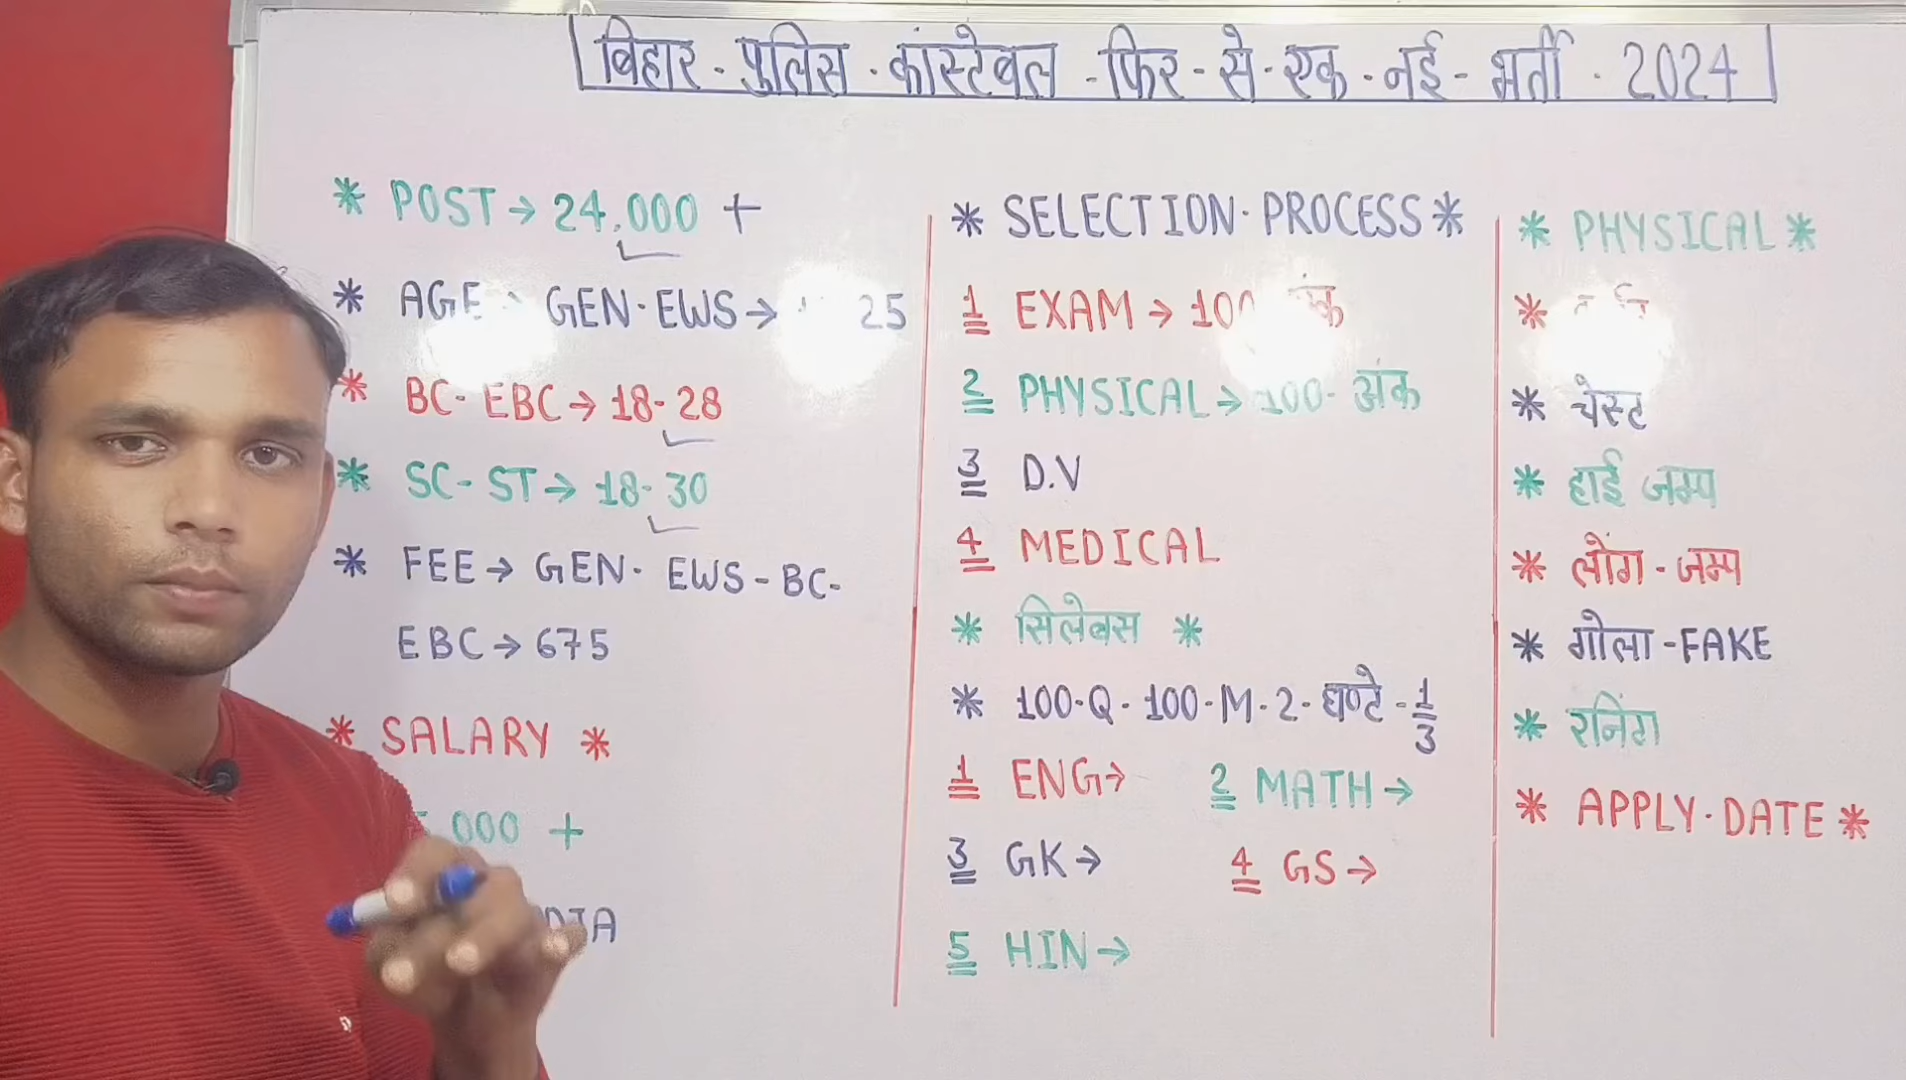 बिहार - पुलिस - कांस्टेबल - फिर - से - एक - नई - भर्ती - 2024
* POST → 24,000 +
* AGE GEN·EWS → 25
* BC- EBC → 18-28
* SC- ST → 18-30
* FEE → GEN- EWS-BC-
EBC → 675
* SALARY *
000 +
* SELECTION·PROCESS *
1 EXAM → 100
2 PHYSICAL → 100- अंक
3 D.V
4 MEDICAL
* सिलेबस *
* 100-Q-100-M-2-घण्टे-1/3
1 ENG → 2 MATH →
3 GK → 4 GS →
5 HIN →
* PHYSICAL *
*
* चेस्ट
* हाई जम्प
* लोंग-जम्प
* गोला-FAKE
* रनिंग
* APPLY·DATE *